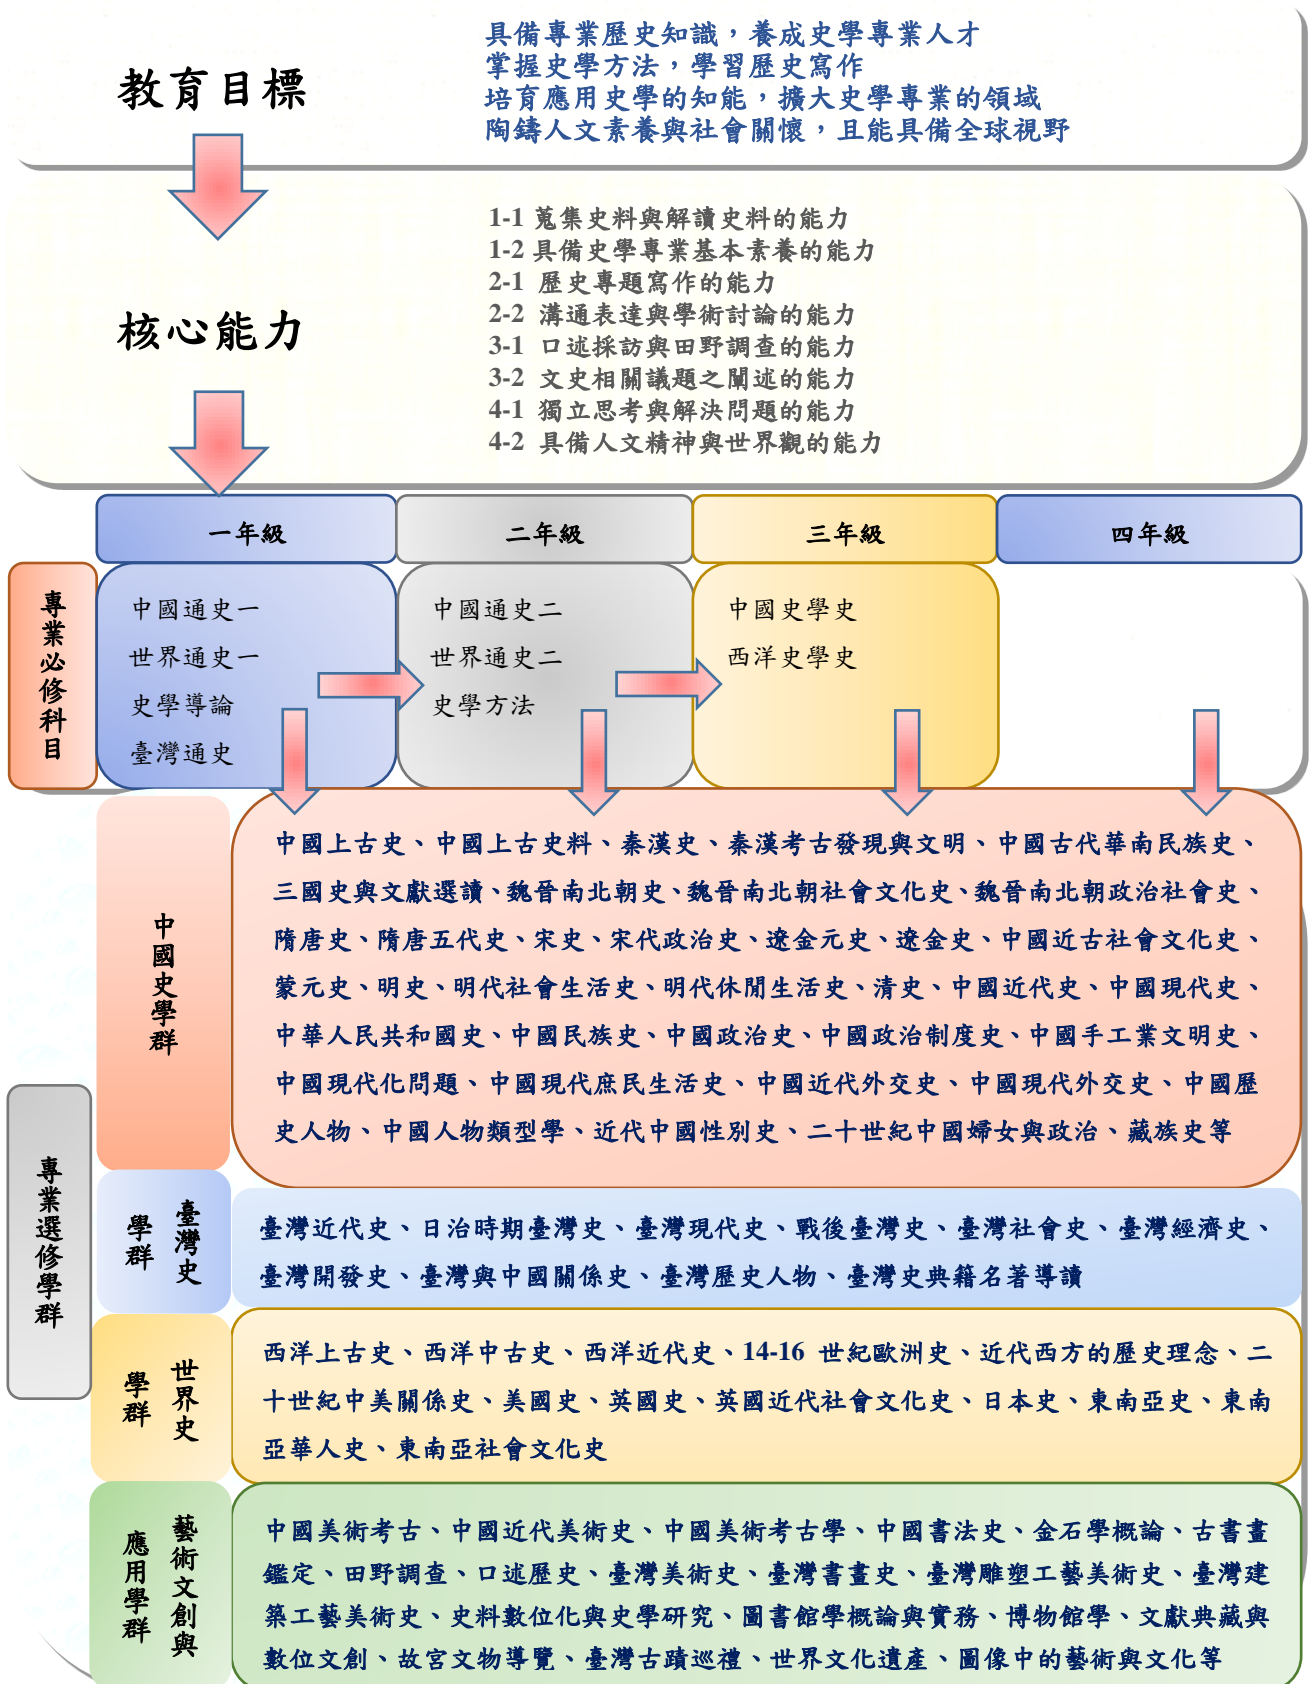 教育目標
具備專業歷史知識，養成史學專業人才
掌握史學方法，學習歷史寫作
培育應用史學的知能，擴大史學專業的領域
陶鑄人文素養與社會關懷，且能具備全球視野
核心能力
1-1 蒐集史料與解讀史料的能力
1-2 具備史學專業基本素養的能力
2-1 歷史專題寫作的能力
2-2 溝通表達與學術討論的能力
3-1 口述採訪與田野調查的能力
3-2 文史相關議題之闡述的能力
4-1 獨立思考與解決問題的能力
4-2 具備人文精神與世界觀的能力
一年級
二年級
三年級
四年級
專業必修科目
中國通史一
世界通史一
史學導論
臺灣通史
中國通史二
世界通史二
史學方法
中國史學史
西洋史學史
專業選修學群
中國史學群
中國上古史、中國上古史料、秦漢史、秦漢考古發現與文明、中國古代華南民族史、
三國史與文獻選讀、魏晉南北朝史、魏晉南北朝社會文化史、魏晉南北朝政治社會史、
隋唐史、隋唐五代史、宋史、宋代政治史、遼金元史、遼金史、中國近古社會文化史、
蒙元史、明史、明代社會生活史、明代休閒生活史、清史、中國近代史、中國現代史、
中華人民共和國史、中國民族史、中國政治史、中國政治制度史、中國手工業文明史、
中國現代化問題、中國現代庶民生活史、中國近代外交史、中國現代外交史、中國歷
史人物、中國人物類型學、近代中國性別史、二十世紀中國婦女與政治、藏族史等
臺灣史
學群
臺灣近代史、日治時期臺灣史、臺灣現代史、戰後臺灣史、臺灣社會史、臺灣經濟史、
臺灣開發史、臺灣與中國關係史、臺灣歷史人物、臺灣史典籍名著導讀
世界史
學群
西洋上古史、西洋中古史、西洋近代史、14-16 世紀歐洲史、近代西方的歷史理念、二
十世紀中美關係史、美國史、英國史、英國近代社會文化史、日本史、東南亞史、東南
亞華人史、東南亞社會文化史
藝術文創與
應用學群
中國美術考古、中國近代美術史、中國美術考古學、中國書法史、金石學概論、古書畫
鑑定、田野調查、口述歷史、臺灣美術史、臺灣書畫史、臺灣雕塑工藝美術史、臺灣建
築工藝美術史、史料數位化與史學研究、圖書館學概論與實務、博物館學、文獻典藏與
數位文創、故宮文物導覽、臺灣古蹟巡禮、世界文化遺產、圖像中的藝術與文化等